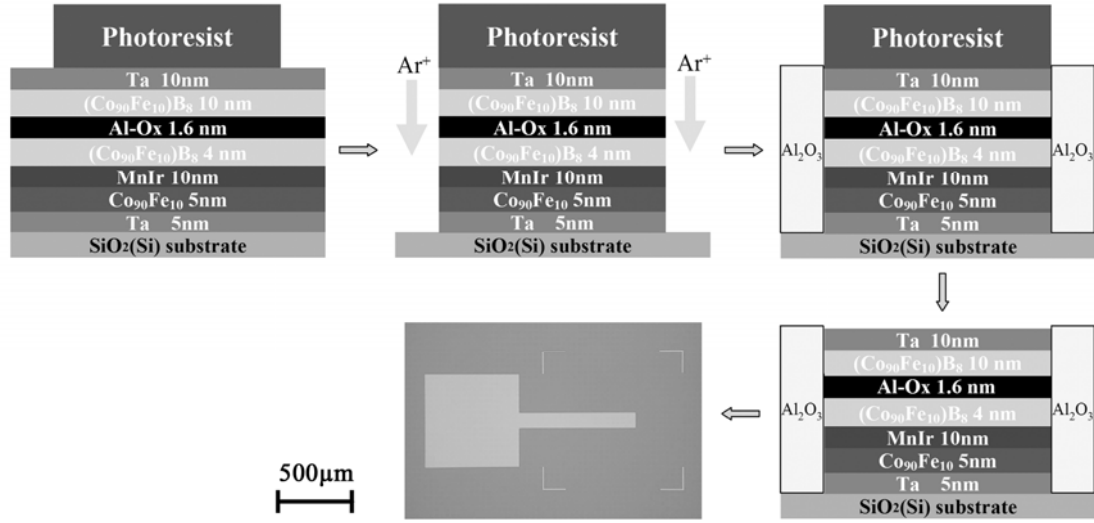 Photoresist
Ta 10nm
(Co₉₀Fe₁₀)B₈ 10 nm
Al-Ox 1.6 nm
(Co₉₀Fe₁₀)B₈ 4 nm
MnIr 10nm
Co₉₀Fe₁₀ 5nm
Ta 5nm
SiO₂(Si) substrate
Photoresist
Ar⁺
Ar⁺
Ta 10nm
(Co₉₀Fe₁₀)B₈ 10 nm
Al-Ox 1.6 nm
(Co₉₀Fe₁₀)B₈ 4 nm
MnIr 10nm
Co₉₀Fe₁₀ 5nm
Ta 5nm
SiO₂(Si) substrate
Photoresist
Ta 10nm
(Co₉₀Fe₁₀)B₈ 10 nm
Al-Ox 1.6 nm
Al₂O₃
(Co₉₀Fe₁₀)B₈ 4 nm
Al₂O₃
MnIr 10nm
Co₉₀Fe₁₀ 5nm
Ta 5nm
SiO₂(Si) substrate
Ta 10nm
(Co₉₀Fe₁₀)B₈ 10 nm
Al-Ox 1.6 nm
Al₂O₃
(Co₉₀Fe₁₀)B₈ 4 nm
Al₂O₃
MnIr 10nm
Co₉₀Fe₁₀ 5nm
Ta 5nm
SiO₂(Si) substrate
500μm